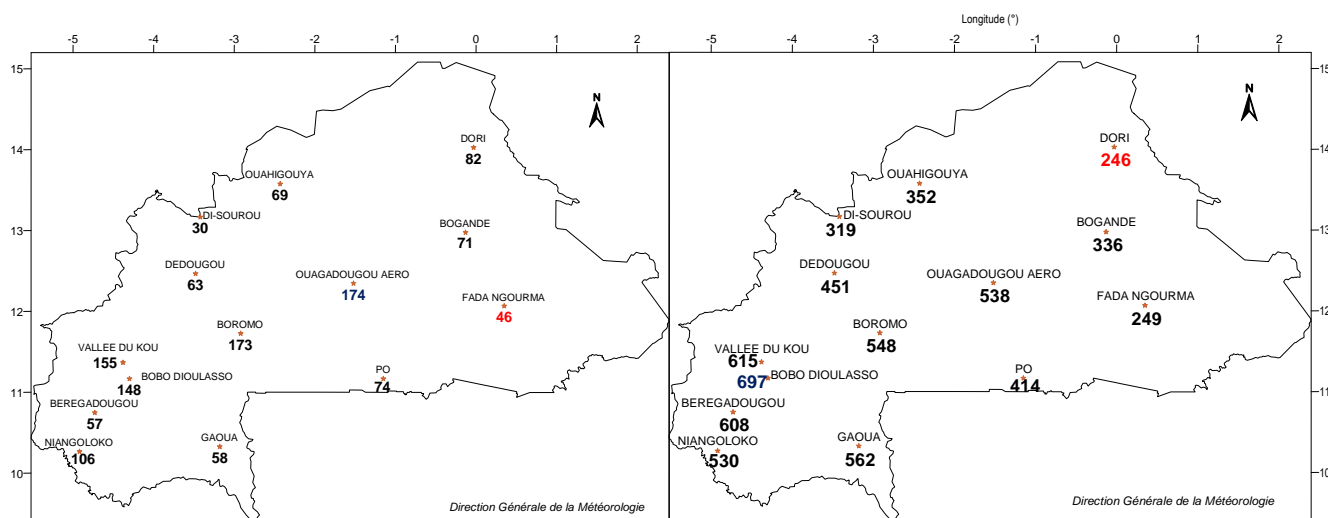 Longitude (°)
-5 -4 -3 -2 -1 0 1 2
15
14
13
12
11
10
N
DORI
82
OUAHIGOUYA
69
DI-SOUROU
30
BOGANDE
71
DEDOUGOU
63
OUAGADOUGOU AERO
174
FADA NGOURMA
46
BOROMO
173
VALLEE DU KOU
155
BOBO DIOULASSO
148
PO
74
BEREGADOUGOU
57
NIANGOLOKO
106
GAOUA
58
Direction Générale de la Météorologie
-5 -4 -3 -2 -1 0 1 2
15
14
13
12
11
10
N
DORI
246
OUAHIGOUYA
352
DI-SOUROU
319
BOGANDE
336
DEDOUGOU
451
OUAGADOUGOU AERO
538
FADA NGOURMA
249
BOROMO
548
VALLEE DU KOU
615
BOBO DIOULASSO
697
PO
414
BEREGADOUGOU
608
NIANGOLOKO
530
GAOUA
562
Direction Générale de la Météorologie